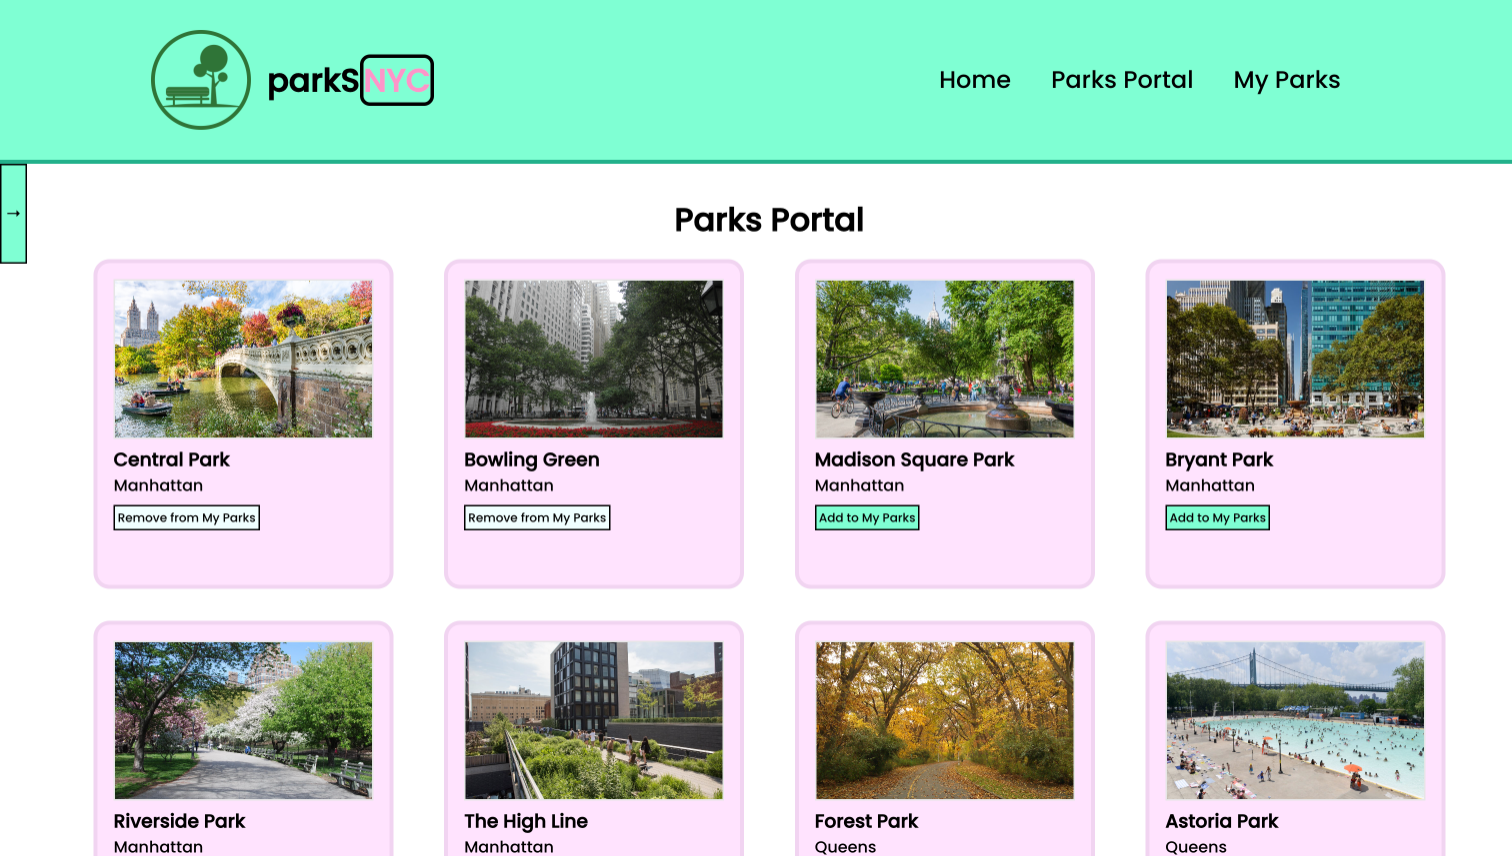 parkSNYC
Home
Parks Portal
My Parks
→
Parks Portal
Central Park
Manhattan
Remove from My Parks
Bowling Green
Manhattan
Remove from My Parks
Madison Square Park
Manhattan
Add to My Parks
Bryant Park
Manhattan
Add to My Parks
Riverside Park
Manhattan
The High Line
Manhattan
Forest Park
Queens
Astoria Park
Queens